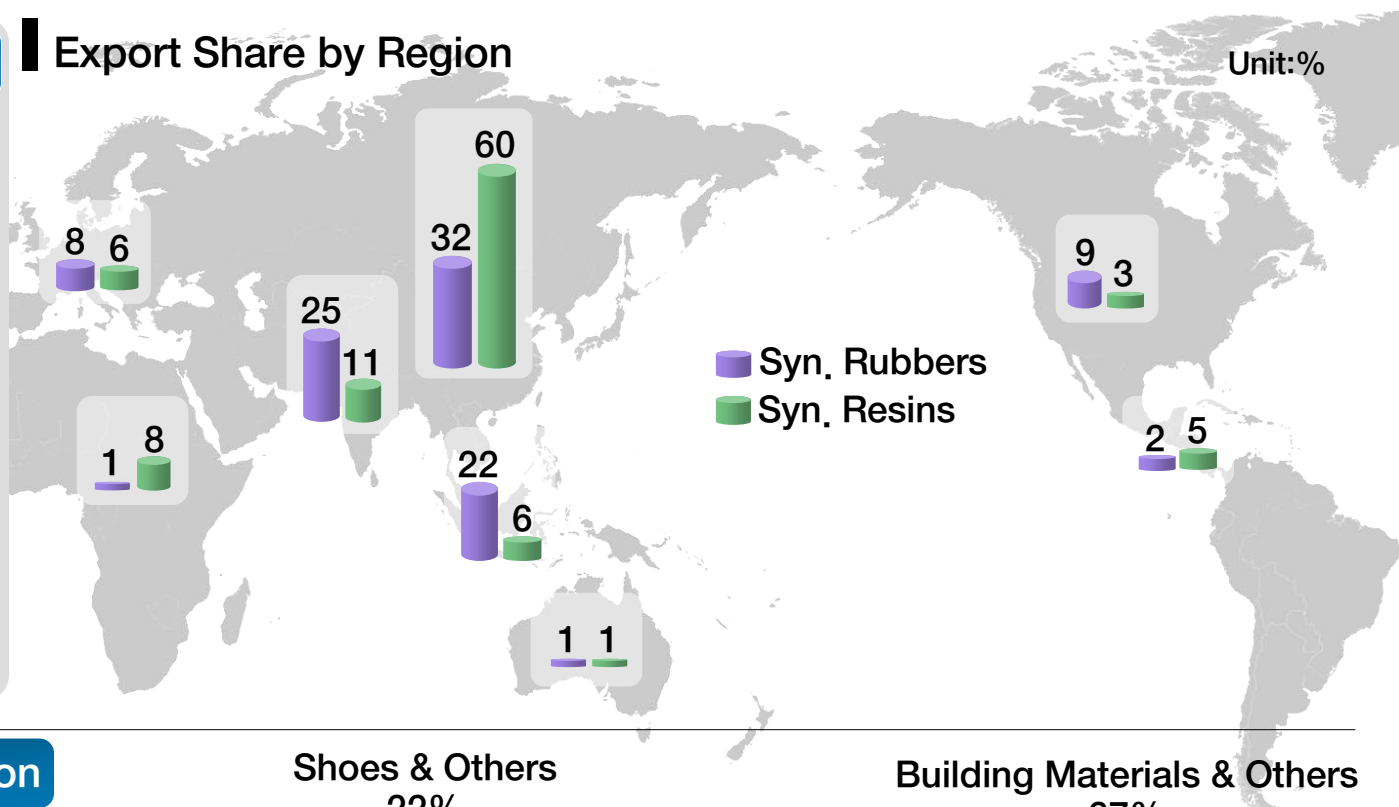 Export Share by Region
Unit:%
60
32
8 6
9
3
25
11
Syn. Rubbers
Syn. Resins
1
8
2 5
22
6
1 1
on
Shoes & Others
Building Materials & Others